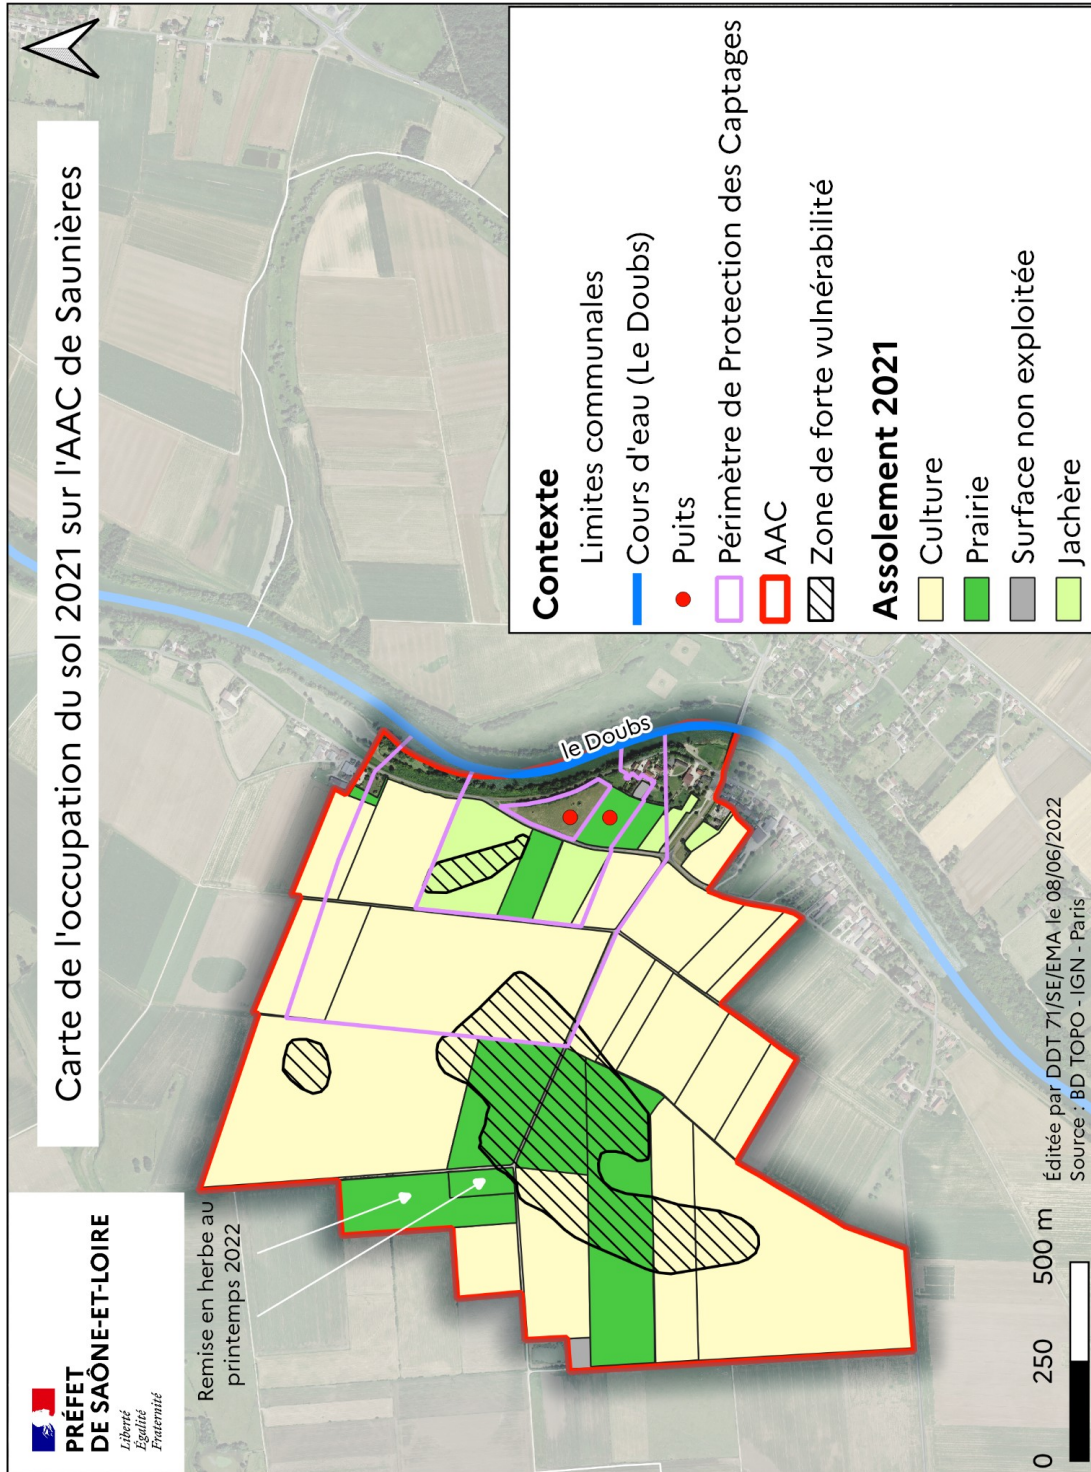 PRÉFET
DE SAÔNE-ET-LOIRE
Liberté
Égalité
Fraternité
Carte de l'occupation du sol 2021 sur l'AAC de Saunières
Remise en herbe au
printemps 2022
le Doubs
Contexte
Limites communales
Cours d'eau (Le Doubs)
Puits
Périmètre de Protection des Captages
AAC
Zone de forte vulnérabilité
Assolement 2021
Culture
Prairie
Surface non exploitée
Jachère
0 250 500 m
Éditée par DDT 71/SE/EMA le 08/06/2022
Source : BD TOPO - IGN - Paris